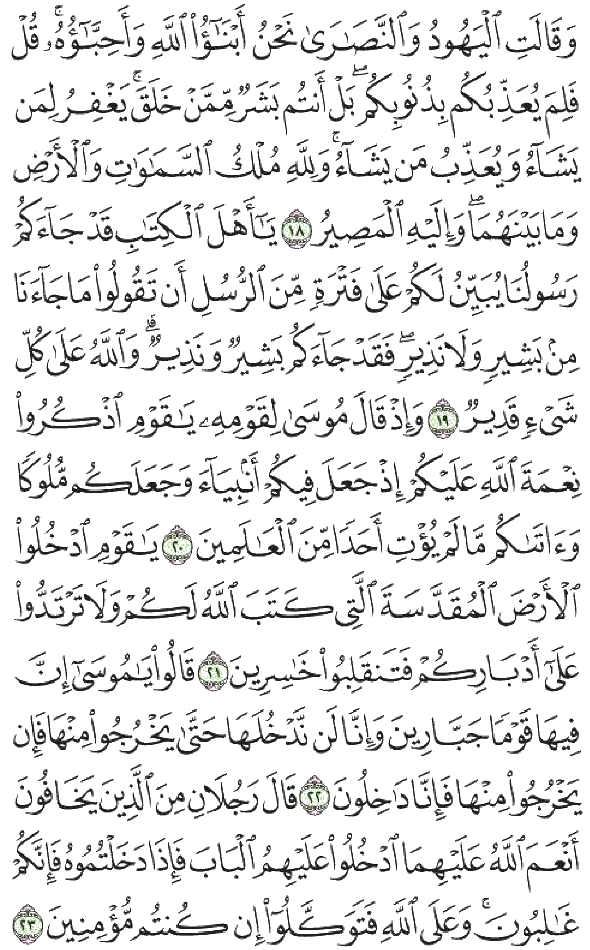 وَقَالَتِ ٱلْيَهُودُ وَٱلنَّصَٰرَىٰ نَحْنُ أَبْنَٰٓؤُا۟ ٱللَّهِ وَأَحِبَّٰٓؤُهُۥ ۚ قُلْ
فَلِمَ يُعَذِّبُكُم بِذُنُوبِكُم ۖ بَلْ أَنتُم بَشَرٌ مِّمَّنْ خَلَقَ ۚ يَغْفِرُ لِمَن
يَشَآءُ وَيُعَذِّبُ مَن يَشَآءُ ۚ وَلِلَّهِ مُلْكُ ٱلسَّمَٰوَٰتِ وَٱلْأَرْضِ
وَمَا بَيْنَهُمَا ۖ وَإِلَيْهِ ٱلْمَصِيرُ ١٨ يَٰٓأَهْلَ ٱلْكِتَٰبِ قَدْ جَآءَكُمْ
رَسُولُنَا يُبَيِّنُ لَكُمْ عَلَىٰ فَتْرَةٍ مِّنَ ٱلرُّسُلِ أَن تَقُولُوا۟ مَا جَآءَنَا
مِنۢ بَشِيرٍ وَلَا نَذِيرٍ ۖ فَقَدْ جَآءَكُم بَشِيرٌ وَنَذِيرٌ ۗ وَٱللَّهُ عَلَىٰ كُلِّ
شَىْءٍ قَدِيرٌ ١٩ وَإِذْ قَالَ مُوسَىٰ لِقَوْمِهِۦ يَٰقَوْمِ ٱذْكُرُوا۟
نِعْمَةَ ٱللَّهِ عَلَيْكُمْ إِذْ جَعَلَ فِيكُمْ أَنۢبِيَآءَ وَجَعَلَكُم مُّلُوكًا
وَءَاتَىٰكُم مَّا لَمْ يُؤْتِ أَحَدًا مِّنَ ٱلْعَٰلَمِينَ ٢٠ يَٰقَوْمِ ٱدْخُلُوا۟
ٱلْأَرْضَ ٱلْمُقَدَّسَةَ ٱلَّتِى كَتَبَ ٱللَّهُ لَكُمْ وَلَا تَرْتَدُّوا۟
عَلَىٰٓ أَدْبَارِكُمْ فَتَنقَلِبُوا۟ خَٰسِرِينَ ٢١ قَالُوا۟ يَٰمُوسَىٰٓ إِنَّ
فِيهَا قَوْمًا جَبَّارِينَ وَإِنَّا لَن نَّدْخُلَهَا حَتَّىٰ يَخْرُجُوا۟ مِنْهَا فَإِن
يَخْرُجُوا۟ مِنْهَا فَإِنَّا دَٰخِلُونَ ٢٢ قَالَ رَجُلَانِ مِنَ ٱلَّذِينَ يَخَافُونَ
أَنْعَمَ ٱللَّهُ عَلَيْهِمَا ٱدْخُلُوا۟ عَلَيْهِمُ ٱلْبَابَ فَإِذَا دَخَلْتُمُوهُ فَإِنَّكُمْ
غَٰلِبُونَ ۚ وَعَلَى ٱللَّهِ فَتَوَكَّلُوٓا۟ إِن كُنتُم مُّؤْمِنِينَ ٢٣